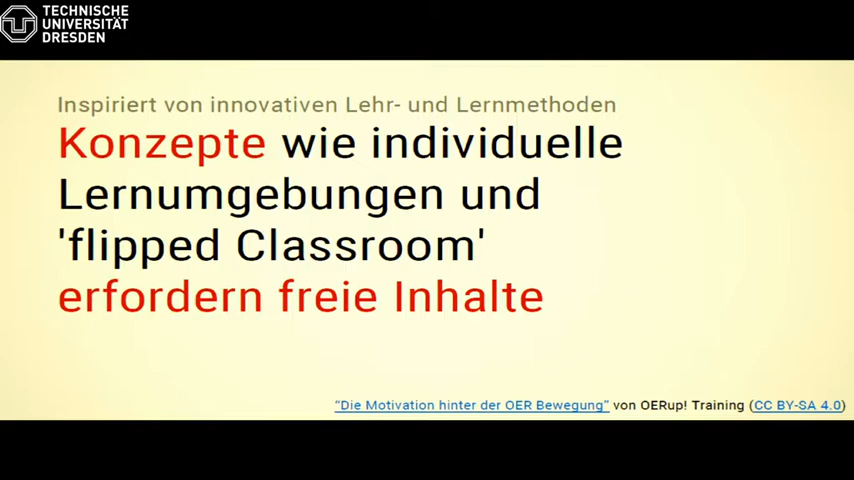 TECHNISCHE
UNIVERSITÄT
DRESDEN
Inspiriert von innovativen Lehr- und Lernmethoden
Konzepte wie individuelle
Lernumgebungen und
'flipped Classroom'
erfordern freie Inhalte
"Die Motivation hinter der OER Bewegung" von OERup! Training (CC BY-SA 4.0)